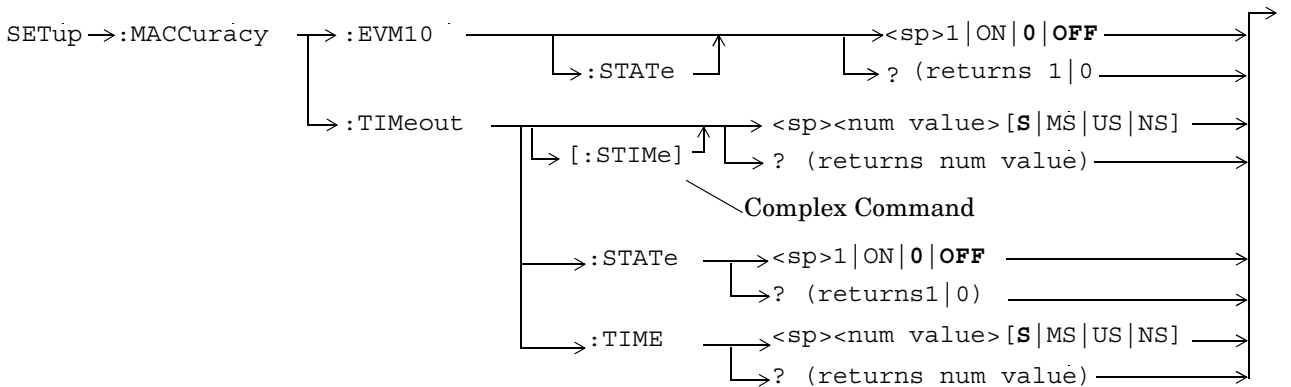 SETup :MACCuracy :EVM10 <sp>1|ON|0|OFF
:STATe ? (returns 1|0
:TIMeout <sp><num value>[S|MS|US|NS]
[:STIMe] ? (returns num value)
Complex Command
:STATe <sp>1|ON|0|OFF
? (returns1|0)
:TIME <sp><num value>[S|MS|US|NS]
? (returns num value)